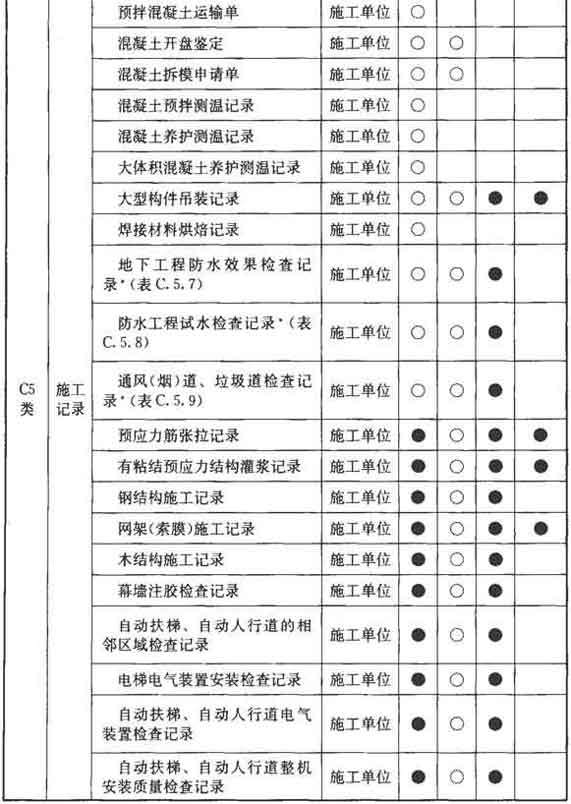 预拌混凝土运输单 施工单位 ○
混凝土开盘鉴定 施工单位 ○ ○
混凝土拆模申请单 施工单位 ○ ○
混凝土预拌测温记录 施工单位 ○
混凝土养护测温记录 施工单位 ○
大体积混凝土养护测温记录 施工单位 ○
大型构件吊装记录 施工单位 ○ ○ ● ●
焊接材料烘焙记录 施工单位 ○
地下工程防水效果检查记
录*(表C.5.7) 施工单位 ○ ○ ●
防水工程试水检查记录*(表
C.5.8) 施工单位 ○ ○ ●
C5
类
施工
记录
通风(烟)道、垃圾道检查记
录*(表C.5.9) 施工单位 ○ ○ ●
预应力筋张拉记录 施工单位 ● ○ ● ●
有粘结预应力结构灌浆记录 施工单位 ● ○ ● ●
钢结构施工记录 施工单位 ● ○ ●
网架(索膜)施工记录 施工单位 ● ○ ● ●
木结构施工记录 施工单位 ● ○ ●
幕墙注胶检查记录 施工单位 ● ○ ●
自动扶梯、自动人行道的相
邻区域检查记录 施工单位 ● ○ ●
电梯电气装置安装检查记录 施工单位 ● ○ ●
自动扶梯、自动人行道电气
装置检查记录 施工单位 ● ○ ●
自动扶梯、自动人行道整机
安装质量检查记录 施工单位 ● ○ ●